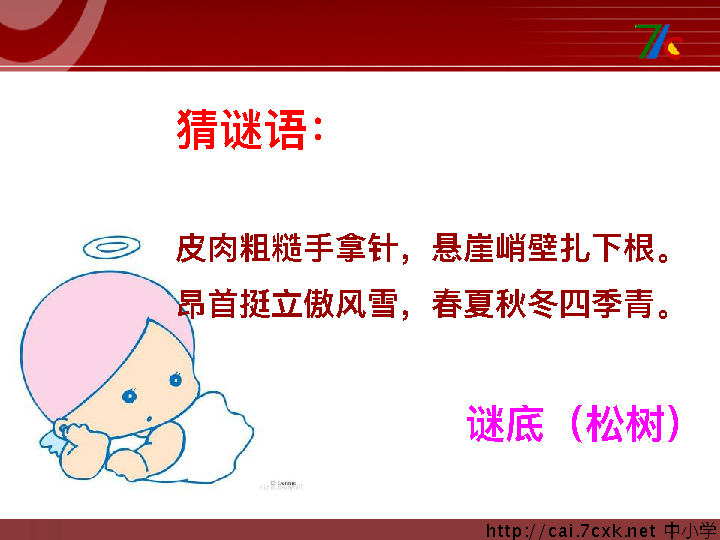 猜谜语：
皮肉粗糙手拿针，悬崖峭壁扎下根。
昂首挺立傲风雪，春夏秋冬四季青。
谜底（松树）
http://cai.7cxk.net 中小学